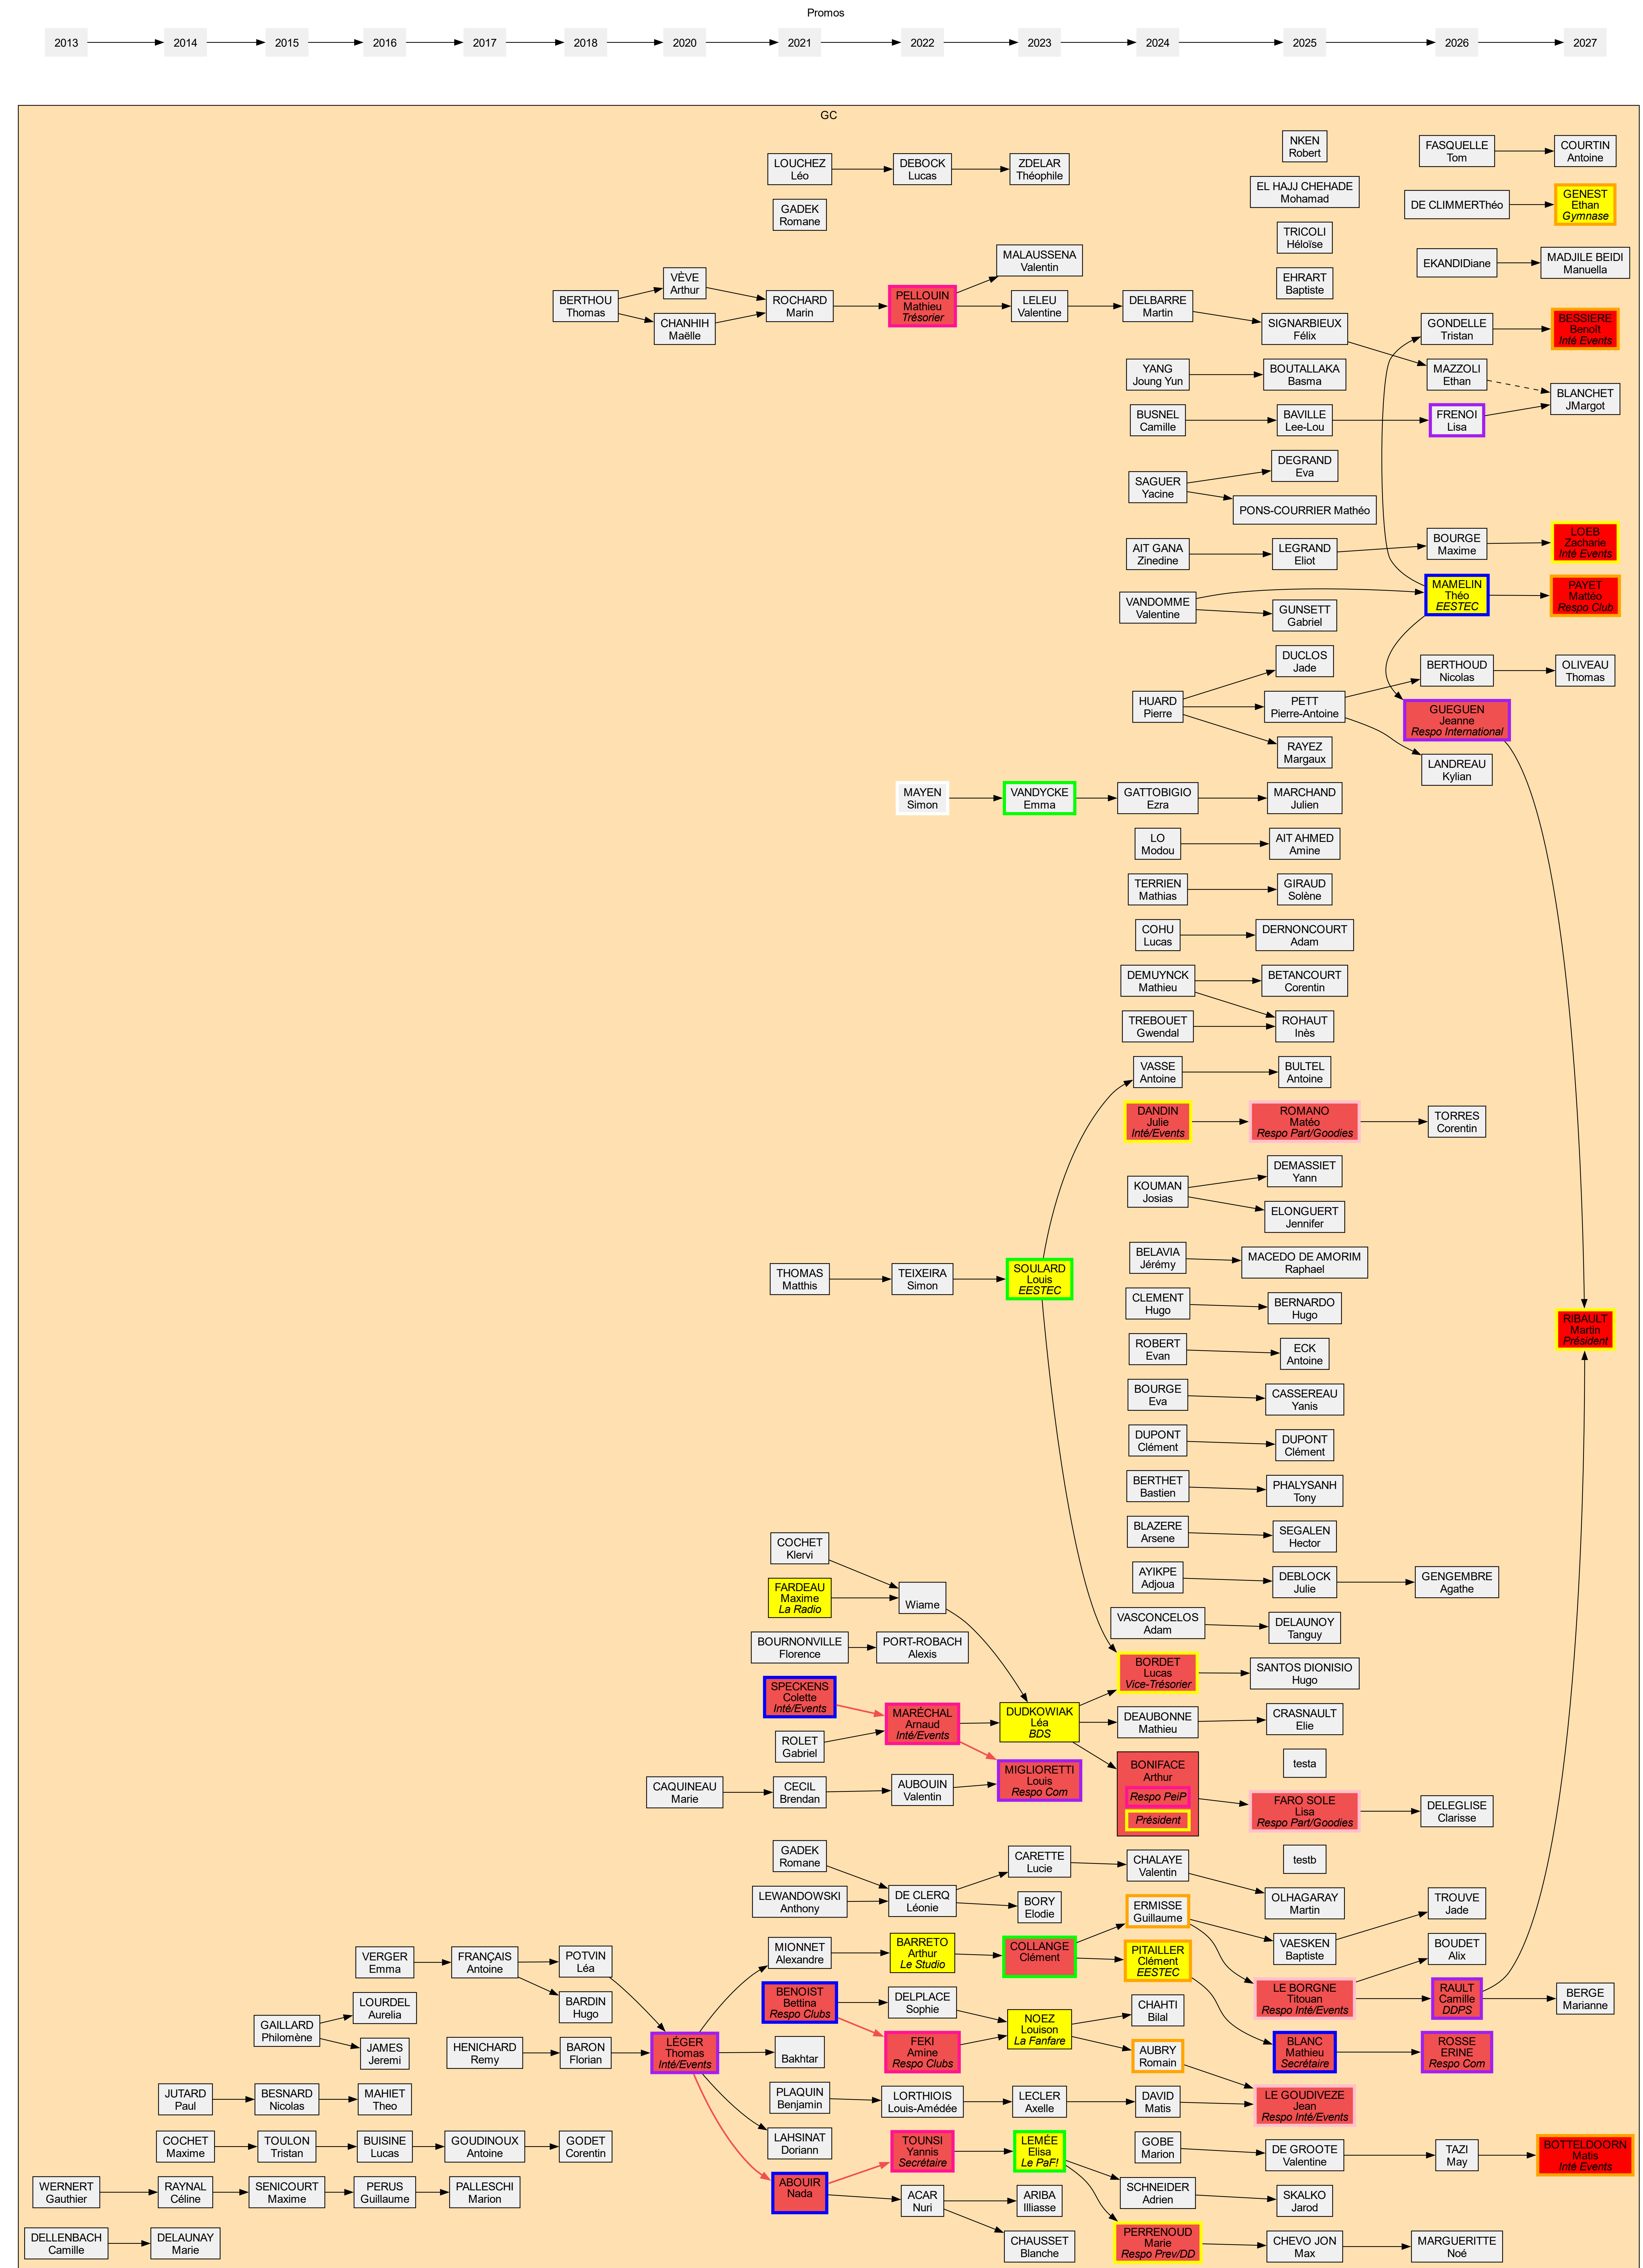 Promos
2013
2014
2015
2016
2017
2018
2020
2021
2022
2023
2024
2025
2026
2027
GC
NKEN
Robert
LOUCHEZ
Léo
DEBOCK
Lucas
ZDELAR
Théophile
FASQUELLE
Tom
COURTIN
Antoine
EL HAJJ CHEHADE
Mohamad
GADEK
Romane
DE CLIMMERThéo
GENEST
Ethan
Gymnase
TRICOLI
Héloïse
MALAUSSENA
Valentin
EKANDIDiane
MADJILE BEIDI
Manuella
VÈVE
Arthur
EHRART
Baptiste
BERTHOU
Thomas
ROCHARD
Marin
PELLOUIN
Mathieu
Trésorier
LELEU
Valentine
DELBARRE
Martin
CHANHIH
Maëlle
SIGNARBIEUX
Félix
GONDELLE
Tristan
BESSIERE
Benoît
Inté Events
YANG
Joung Yun
BOUTALLAKA
Basma
MAZZOLI
Ethan
BLANCHET
JMargot
BUSNEL
Camille
BAVILLE
Lee-Lou
FRENOI
Lisa
DEGRAND
Eva
SAGUER
Yacine
PONS-COURRIER Mathéo
AIT GANA
Zinedine
LEGRAND
Eliot
BOURGE
Maxime
LOEB
Zacharie
Inté Events
MAMELIN
Théo
EESTEC
PAYET
Mattéo
Respo Club
VANDOMME
Valentine
GUNSETT
Gabriel
DUCLOS
Jade
BERTHOUD
Nicolas
OLIVEAU
Thomas
HUARD
Pierre
PETT
Pierre-Antoine
GUEGUEN
Jeanne
Respo International
RAYEZ
Margaux
LANDREAU
Kylian
MAYEN
Simon
VANDYCKE
Emma
GATTOBIGIO
Ezra
MARCHAND
Julien
LO
Modou
AIT AHMED
Amine
TERRIEN
Mathias
GIRAUD
Solène
COHU
Lucas
DERNONCOURT
Adam
DEMUYNCK
Mathieu
BETANCOURT
Corentin
TREBOUET
Gwendal
ROHAUT
Inès
VASSE
Antoine
BULTEL
Antoine
DANDIN
Julie
Inté/Events
ROMANO
Matéo
Respo Part/Goodies
TORRES
Corentin
DEMASSIET
Yann
KOUMAN
Josias
ELONGUERT
Jennifer
BELAVIA
Jérémy
MACEDO DE AMORIM
Raphael
THOMAS
Matthis
TEIXEIRA
Simon
SOULARD
Louis
EESTEC
CLEMENT
Hugo
BERNARDO
Hugo
RIBAULT
Martin
Président
ROBERT
Evan
ECK
Antoine
BOURGE
Eva
CASSEREAU
Yanis
DUPONT
Clément
DUPONT
Clément
BERTHET
Bastien
PHALYSANH
Tony
BLAZERE
Arsene
SEGALEN
Hector
COCHET
Klervi
AYIKPE
Adjoua
DEBLOCK
Julie
GENGEMBRE
Agathe
FARDEAU
Maxime
La Radio
Wiame
VASCONCELOS
Adam
DELAUNOY
Tanguy
BOURNONVILLE
Florence
PORT-ROBACH
Alexis
BORDET
Lucas
Vice-Trésorier
SANTOS DIONISIO
Hugo
SPECKENS
Colette
Inté/Events
MARÉCHAL
Arnaud
Inté/Events
DUDKOWIAK
Léa
BDS
DEAUBONNE
Mathieu
CRASNAULT
Elie
ROLET
Gabriel
testa
MIGLIORETTI
Louis
Respo Com
BONIFACE
Arthur
Respo PeiP
Président
CAQUINEAU
Marie
CECIL
Brendan
AUBOUIN
Valentin
FARO SOLE
Lisa
Respo Part/Goodies
DELEGLISE
Clarisse
GADEK
Romane
CARETTE
Lucie
CHALAYE
Valentin
testb
LEWANDOWSKI
Anthony
DE CLERQ
Léonie
BORY
Elodie
OLHAGARAY
Martin
TROUVE
Jade
ERMISSE
Guillaume
VERGER
Emma
FRANÇAIS
Antoine
POTVIN
Léa
MIONNET
Alexandre
BARRETO
Arthur
Le Studio
COLLANGE
Clément
PITAILLER
Clément
EESTEC
VAESKEN
Baptiste
BOUDET
Alix
LOURDEL
Aurelia
BARDIN
Hugo
BENOIST
Bettina
Respo Clubs
DELPLACE
Sophie
LE BORGNE
Titouan
Respo Inté/Events
RAULT
Camille
DDPS
BERGE
Marianne
GAILLARD
Philomène
NOEZ
Louison
La Fanfare
CHAHTI
Bilal
JAMES
Jeremi
HENICHARD
Remy
BARON
Florian
LÉGER
Thomas
Inté/Events
Bakhtar
FEKI
Amine
Respo Clubs
AUBRY
Romain
BLANC
Mathieu
Secrétaire
ROSSE
ERINE
Respo Com
JUTARD
Paul
BESNARD
Nicolas
MAHIET
Theo
PLAQUIN
Benjamin
LORTHIOIS
Louis-Amédée
LECLER
Axelle
DAVID
Matis
LE GOUDIVEZE
Jean
Respo Inté/Events
COCHET
Maxime
TOULON
Tristan
BUISINE
Lucas
GOUDINOUX
Antoine
GODET
Corentin
LAHSINAT
Doriann
TOUNSI
Yannis
Secrétaire
LEMÉE
Elisa
Le PaF!
GOBE
Marion
DE GROOTE
Valentine
TAZI
May
BOTTELDOORN
Matis
Inté Events
WERNERT
Gauthier
RAYNAL
Céline
SENICOURT
Maxime
PERUS
Guillaume
PALLESCHI
Marion
ABOUIR
Nada
ACAR
Nuri
ARIBA
Illiasse
SCHNEIDER
Adrien
SKALKO
Jarod
DELLENBACH
Camille
DELAUNAY
Marie
CHAUSSET
Blanche
PERRENOUD
Marie
Respo Prev/DD
CHEVO JON
Max
MARGUERITTE
Noé